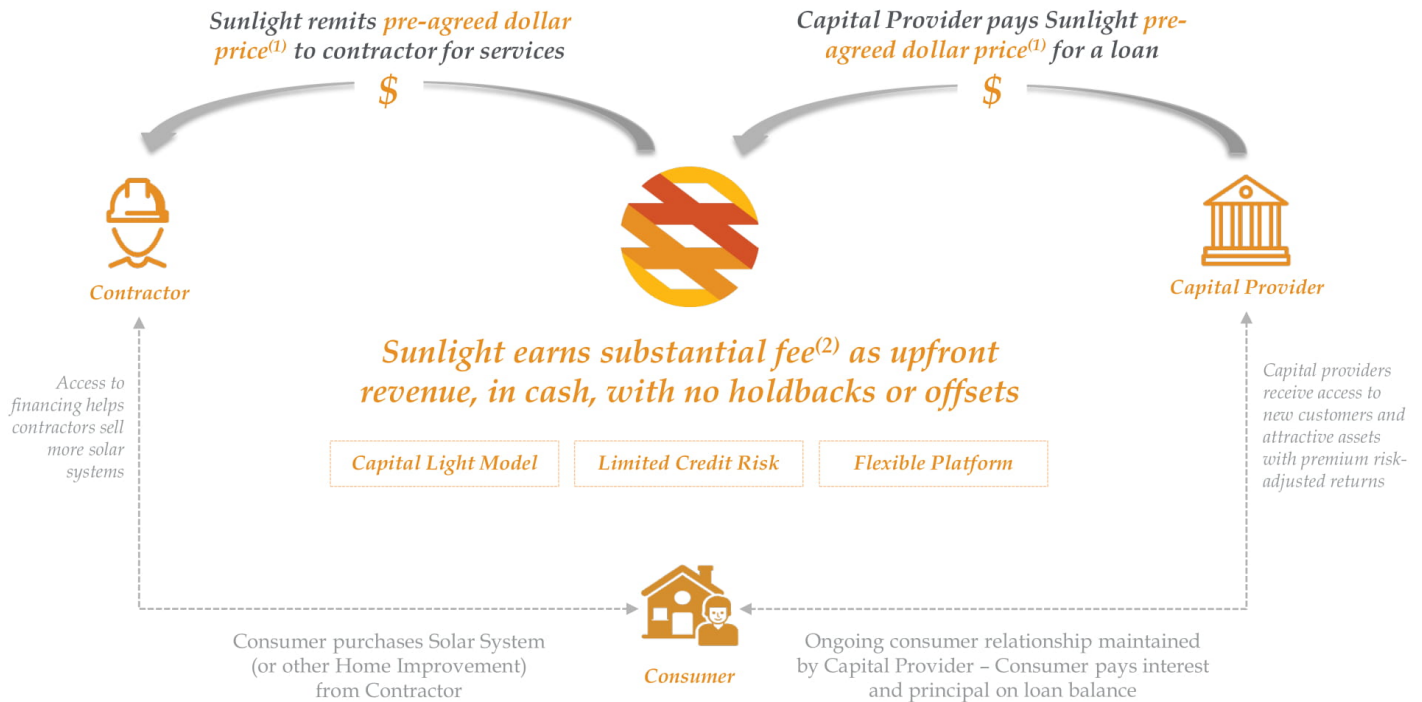 Sunlight remits pre-agreed dollar
price(1) to contractor for services
$
Capital Provider pays Sunlight pre-
agreed dollar price(1) for a loan
$
Contractor
Capital Provider
Sunlight earns substantial fee(2) as upfront
revenue, in cash, with no holdbacks or offsets
Capital Light Model
Limited Credit Risk
Flexible Platform
Access to
financing helps
contractors sell
more solar
systems
Capital providers
receive access to
new customers and
attractive assets
with premium risk-
adjusted returns
Consumer purchases Solar System
(or other Home Improvement)
from Contractor
Consumer
Ongoing consumer relationship maintained
by Capital Provider – Consumer pays interest
and principal on loan balance